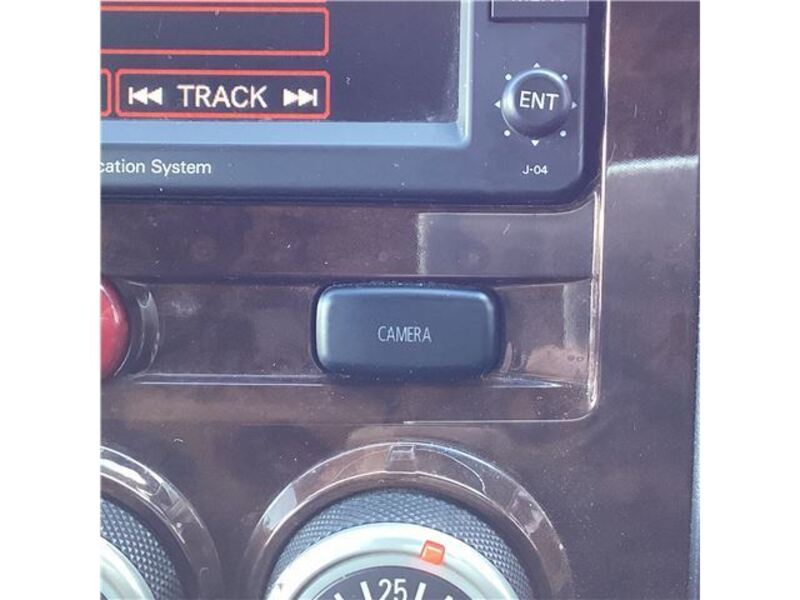 TRACK
ENT
cation System
J-04
CAMERA
25